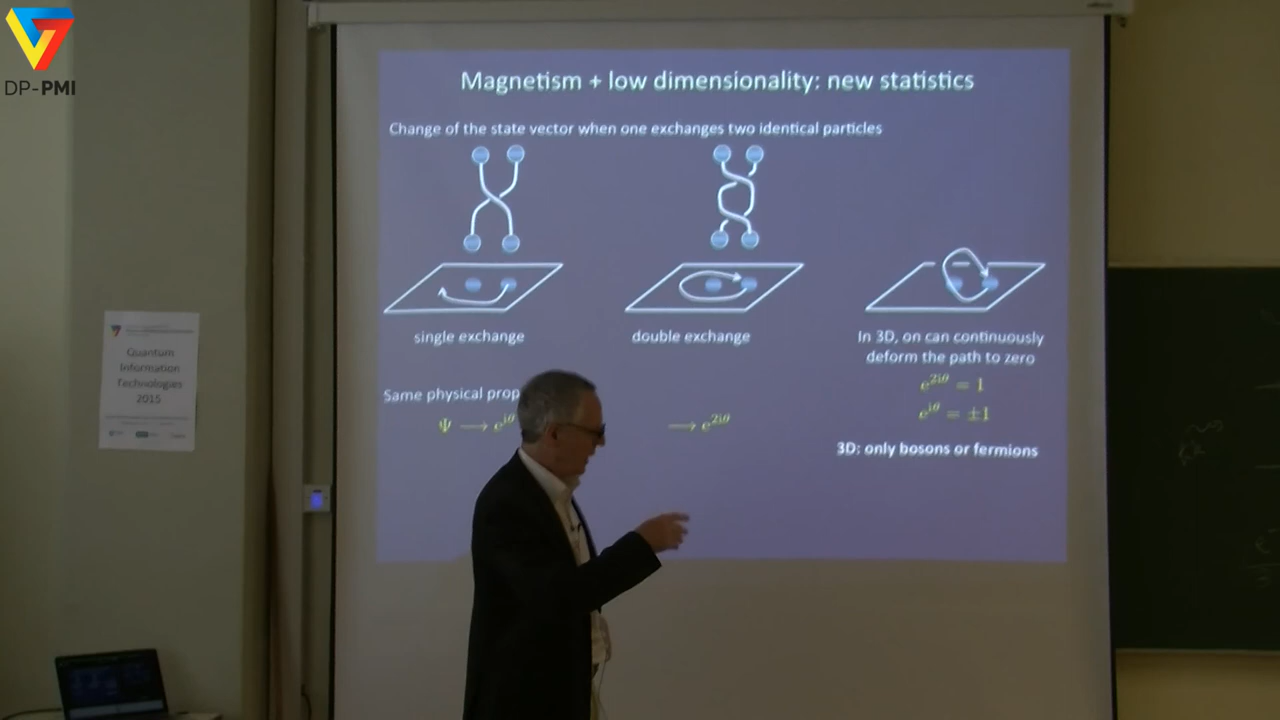 DP-PMI
Magnetism + low dimensionality: new statistics
Change of the state vector when one exchanges two identical particles
single exchange
double exchange
In 3D, on can continuously
deform the path to zero
e^{2iθ} = 1
e^{iθ} = ±1
3D: only bosons or fermions
Same physical prop
Ψ ⟶ e^{iθ}
⟶ e^{2iθ}
Quantum
Information
Technologies
2015